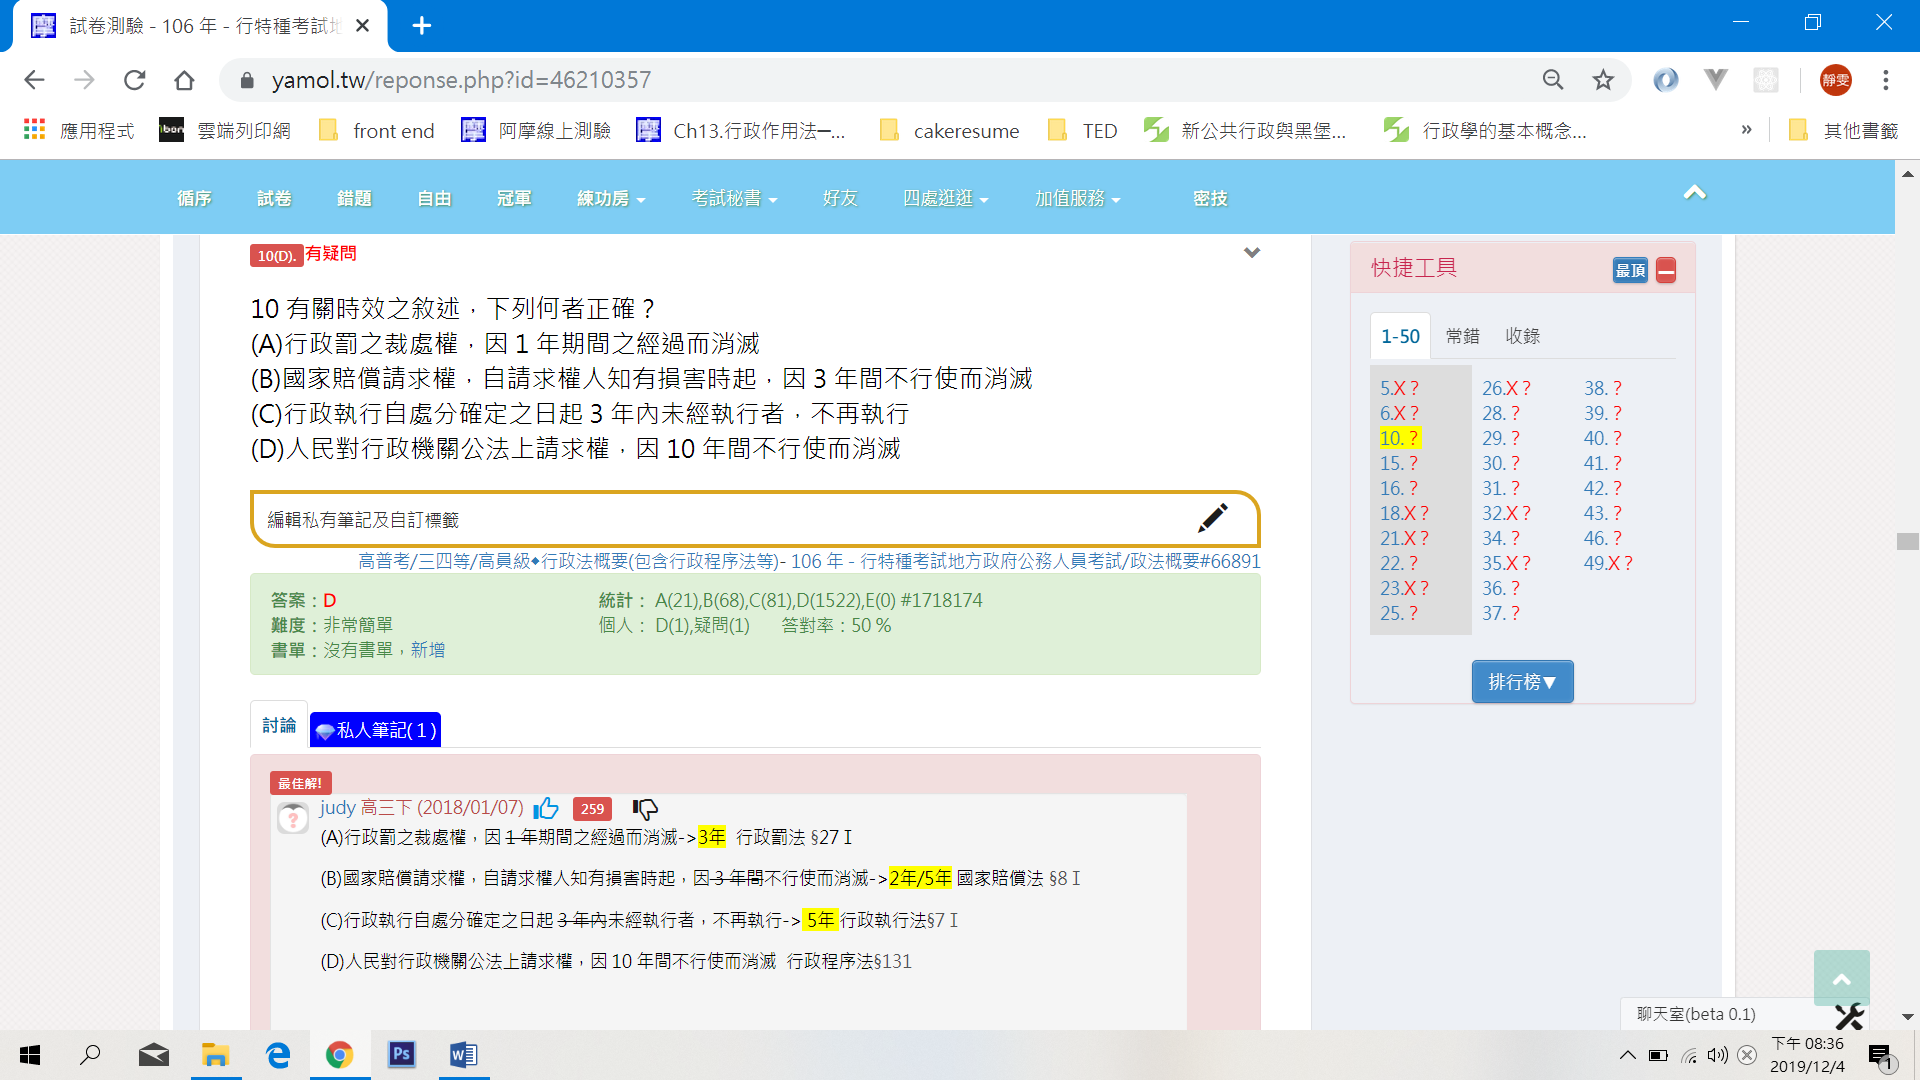 試卷測驗 - 106 年 - 行特種考試地
yamol.tw/reponse.php?id=46210357
靜雯
應用程式
ibon
雲端列印網
front end
阿摩線上測驗
Ch13.行政作用法─...
cakeresume
TED
新公共行政與黑堡...
行政學的基本概念...
»
其他書籤
循序
試卷
錯題
自由
冠軍
練功房
考試秘書
好友
四處逛逛
加值服務
密技
10(D).有疑問
10 有關時效之敘述，下列何者正確？
(A)行政罰之裁處權，因 1 年期間之經過而消滅
(B)國家賠償請求權，自請求權人知有損害時起，因 3 年間不行使而消滅
(C)行政執行自處分確定之日起 3 年內未經執行者，不再執行
(D)人民對行政機關公法上請求權，因 10 年間不行使而消滅
編輯私有筆記及自訂標籤
高普考/三四等/高員級◆行政法概要(包含行政程序法等)- 106 年 - 行特種考試地方政府公務人員考試/政法概要#66891
答案：D
難度：非常簡單
書單：沒有書單，新增
統計： A(21),B(68),C(81),D(1522),E(0) #1718174
個人： D(1),疑問(1) 答對率：50 %
討論
私人筆記( 1 )
最佳解!
judy 高三下 (2018/01/07) 259
(A)行政罰之裁處權，因 1 年期間之經過而消滅->3年 行政罰法 §27 I
(B)國家賠償請求權，自請求權人知有損害時起，因 3 年間不行使而消滅->2年/5年 國家賠償法 §8 I
(C)行政執行自處分確定之日起 3 年內未經執行者，不再執行-> 5年 行政執行法§7 I
(D)人民對行政機關公法上請求權，因 10 年間不行使而消滅 行政程序法§131
快捷工具
最頂
1-50
常錯
收錄
5.X ?
6.X ?
10. ?
15. ?
16. ?
18.X ?
21.X ?
22. ?
23.X ?
25. ?
26.X ?
28. ?
29. ?
30. ?
31. ?
32.X ?
34. ?
35.X ?
36. ?
37. ?
38. ?
39. ?
40. ?
41. ?
42. ?
43. ?
46. ?
49.X ?
排行榜▼
聊天室(beta 0.1)
Ps
下午 08:36
2019/12/4
1